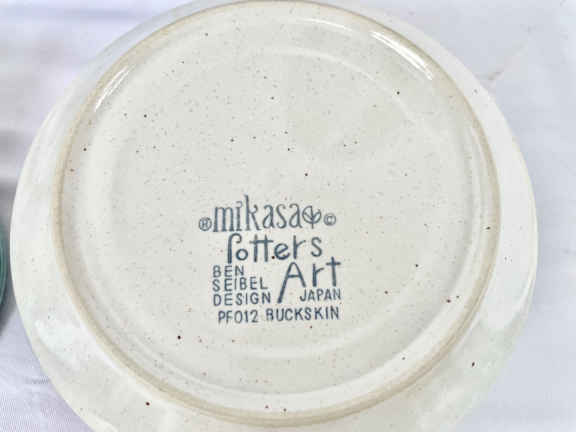 ® mikasa ©
Potters
Art
BEN
SEIBEL
DESIGN JAPAN
PF012 BUCKSKIN